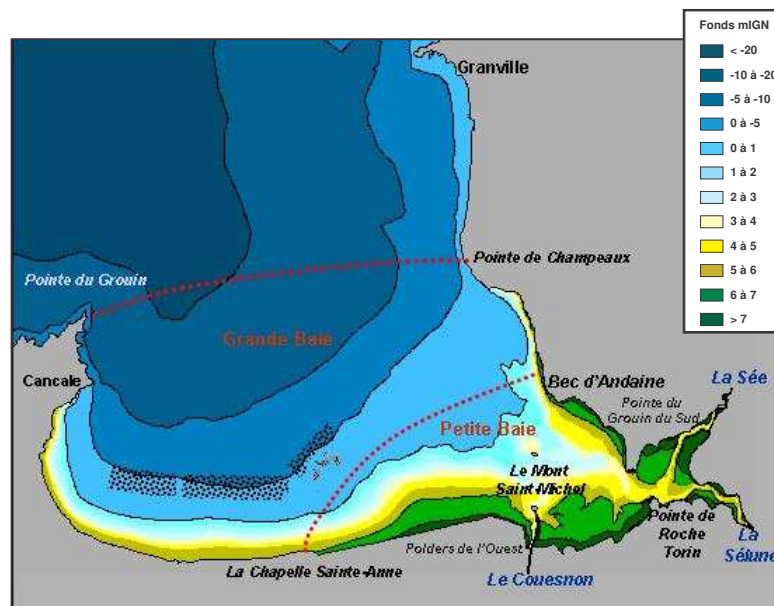 Fonds mIGN
< -20
-10 à -20
-5 à -10
0 à -5
0 à 1
1 à 2
2 à 3
3 à 4
4 à 5
5 à 6
6 à 7
> 7
Granville
Pointe du Grouin
Pointe de Champeaux
Grande Baie
Cancale
Bec d'Andaine
La Sée
Pointe du
Grouin du Sud
Petite Baie
Le Mont
Saint-Michel
Pointe de
Roche
Torin
La
Sélune
Polders de l'Ouest
La Chapelle Sainte-Anne
Le Couesnon